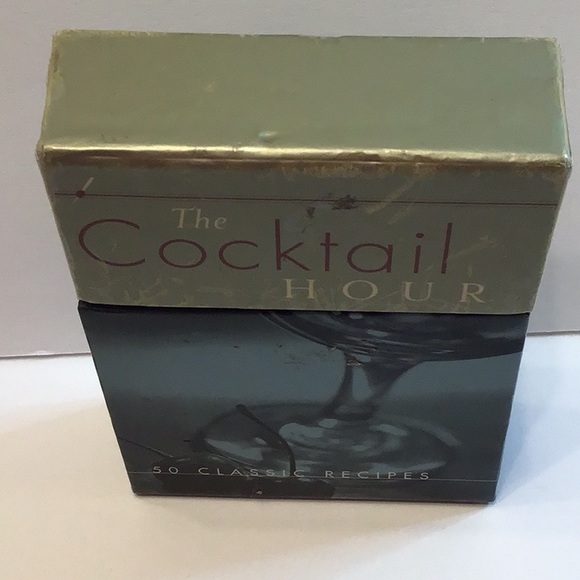 The
Cocktail
HOUR
50 CLASSIC RECIPES